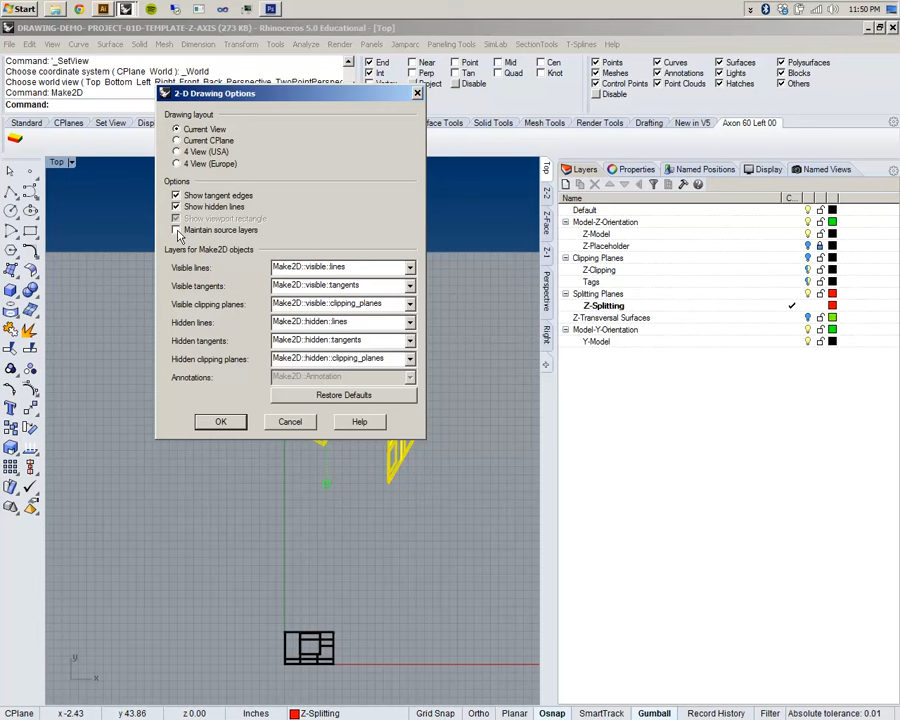 Start
11:50 PM
DRAWING-DEMO- PROJECT-01D-TEMPLATE-Z-AXIS (273 KB) - Rhinoceros 5.0 Educational - [Top]
File Edit View Curve Surface Solid Mesh Dimension Transform Tools Analyze Render Panels Jamparc Paneling Tools SimLab SectionTools T-Splines Help
Command: '_SetView
Choose coordinate system ( CPlane World ): _World
Choose world view ( Top Bottom Left Right
Command: Make2D
Command:
End Near Point Mid Cen
Int Perp Tan Quad Knot
Disable
Points Curves Surfaces Polysurfaces
Meshes Annotations Lights Blocks
Control Points Point Clouds Hatches Others
Disable
Standard CPlanes Set View Solid Tools Mesh Tools Render Tools Drafting New in V5 Axon 60 Left 00
Top
2-D Drawing Options
Drawing layout
Current View
Current CPlane
4 View (USA)
4 View (Europe)
Options
Show tangent edges
Show hidden lines
Show viewport rectangle
Maintain source layers
Layers for Make2D objects
Visible lines: Make2D::visible::lines
Visible tangents: Make2D::visible::tangents
Visible clipping planes: Make2D::visible::clipping_planes
Hidden lines: Make2D::hidden::lines
Hidden tangents: Make2D::hidden::tangents
Hidden clipping planes: Make2D::hidden::clipping_planes
Annotations: Make2D::Annotation
Restore Defaults
OK Cancel Help
Top
Z-2
Z-Face
Z-1
Perspective
Right
Layers Properties Named Positions Display Named Views
Name C...
Default
Model-Z-Orientation
Z-Model
Z-Placeholder
Clipping Planes
Z-Clipping
Tags
Splitting Planes
Z-Splitting
Z-Transversal Surfaces
Model-Y-Orientation
Y-Model
y
x
CPlane x -2.43 y 43.86 z 0.00 Inches Z-Splitting Grid Snap Ortho Planar Osnap SmartTrack Gumball Record History Filter Absolute tolerance: 0.01